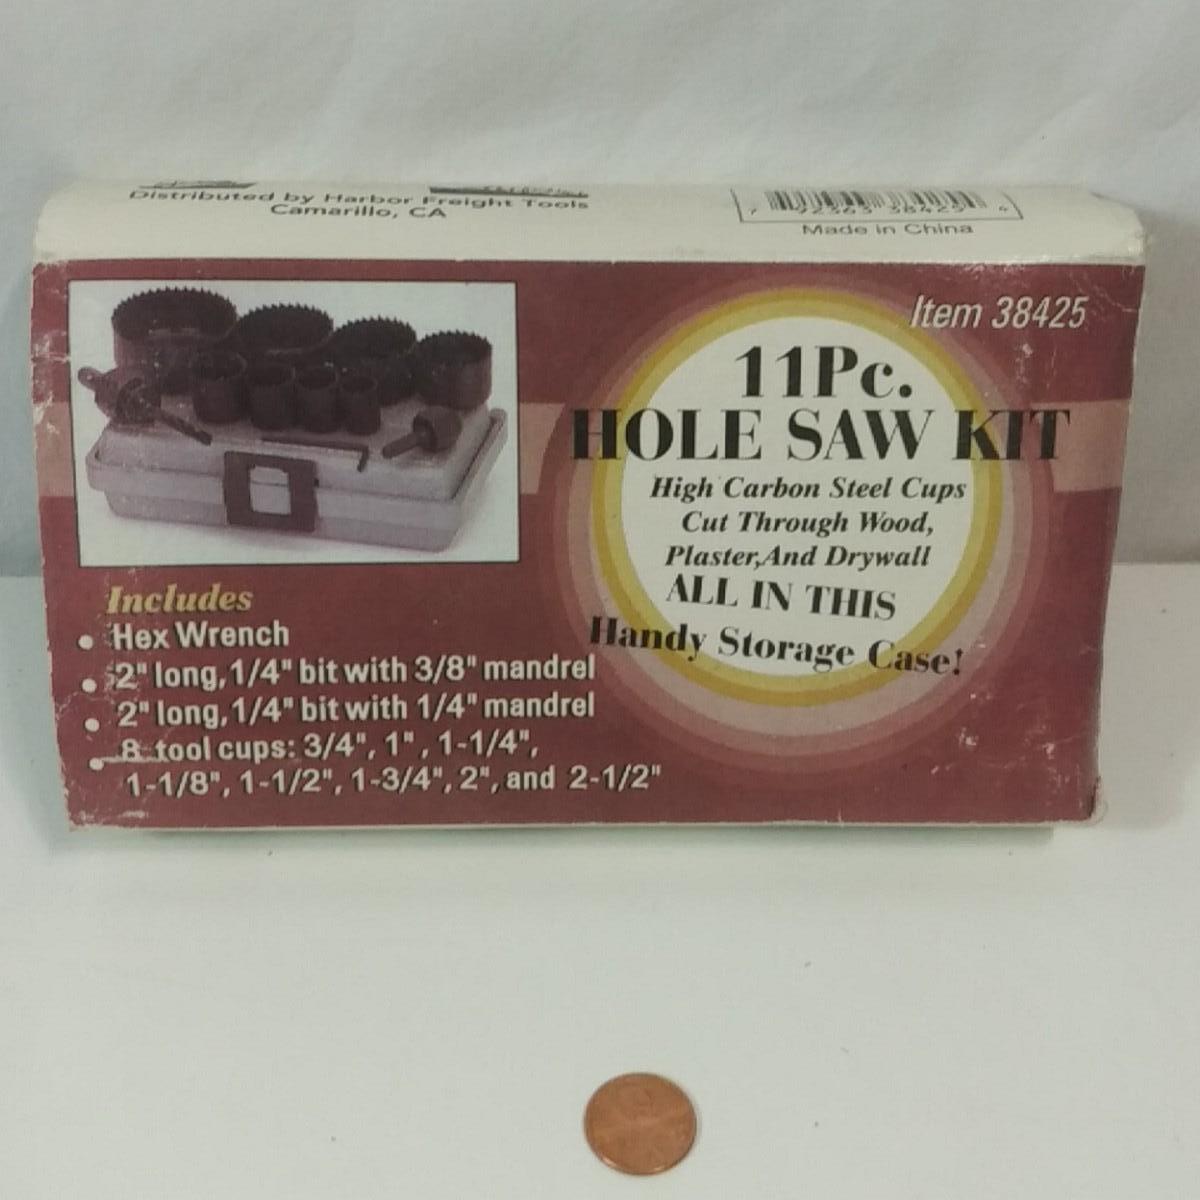 Distributed by Harbor Freight Tools
Camarillo, CA
7 92363 38425 4
Made in China
Item 38425
11Pc.
HOLE SAW KIT
High Carbon Steel Cups
Cut Through Wood,
Plaster,And Drywall
ALL IN THIS
Handy Storage Case!
Includes
• Hex Wrench
• 2" long, 1/4" bit with 3/8" mandrel
• 2" long, 1/4" bit with 1/4" mandrel
• 8 tool cups: 3/4", 1", 1-1/4",
1-1/8", 1-1/2", 1-3/4", 2", and 2-1/2"